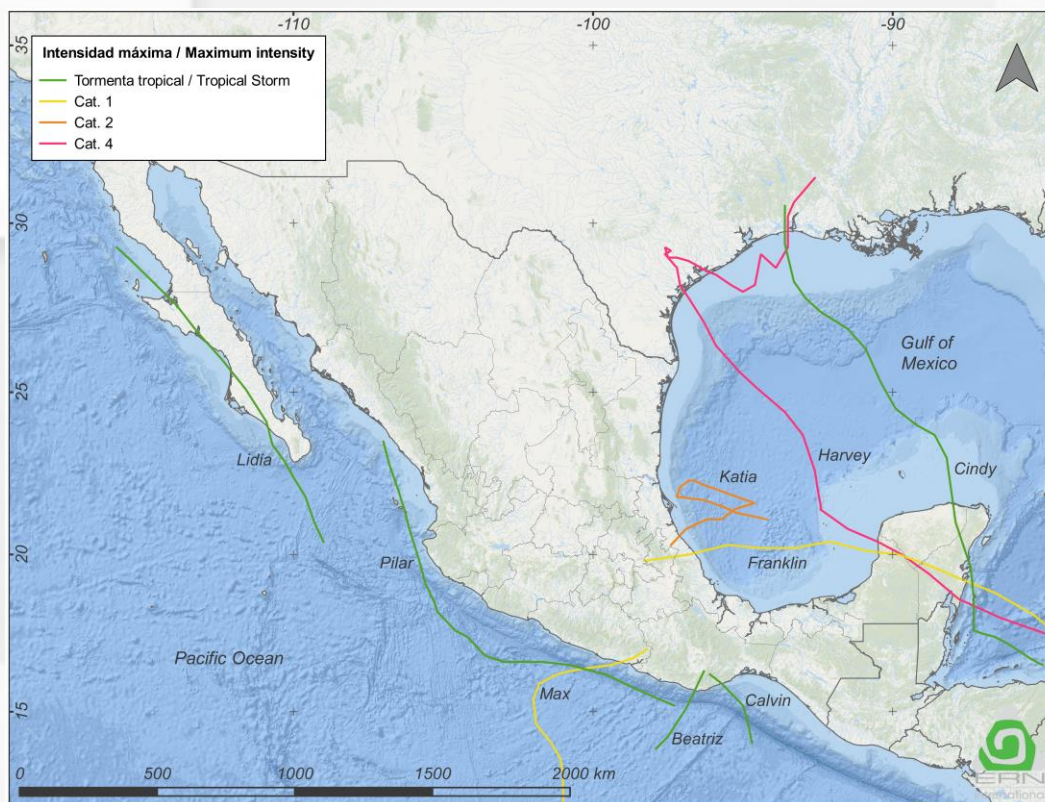 -110
-100
-90
35
30
25
20
15
Intensidad máxima / Maximum intensity
Tormenta tropical / Tropical Storm
Cat. 1
Cat. 2
Cat. 4
Gulf of
Mexico
Lidia
Katia
Harvey
Cindy
Pilar
Franklin
Pacific Ocean
Max
Calvin
Beatriz
0
500
1000
1500
2000 km
ERN